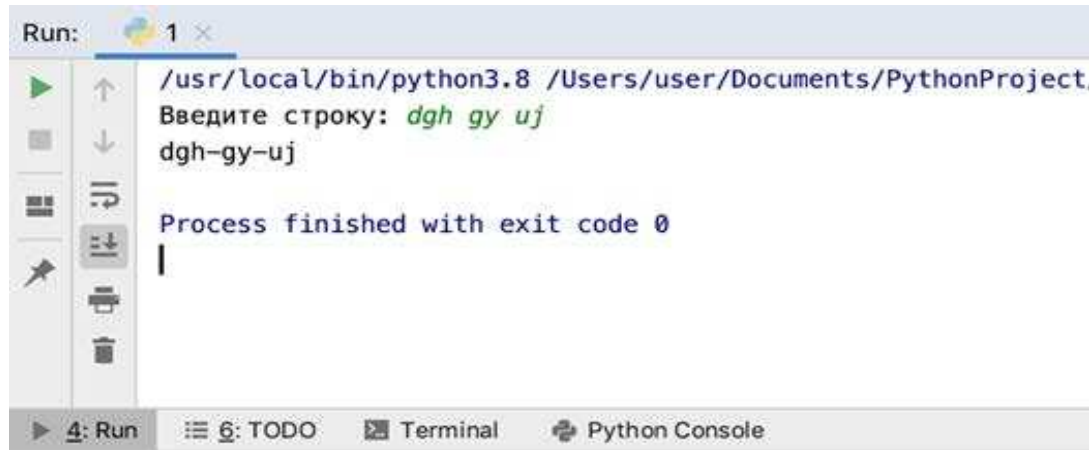 Run: 1
/usr/local/bin/python3.8 /Users/user/Documents/PythonProject/
Введите строку: dgh gy uj
dgh-gy-uj
Process finished with exit code 0
4: Run 6: TODO Terminal Python Console